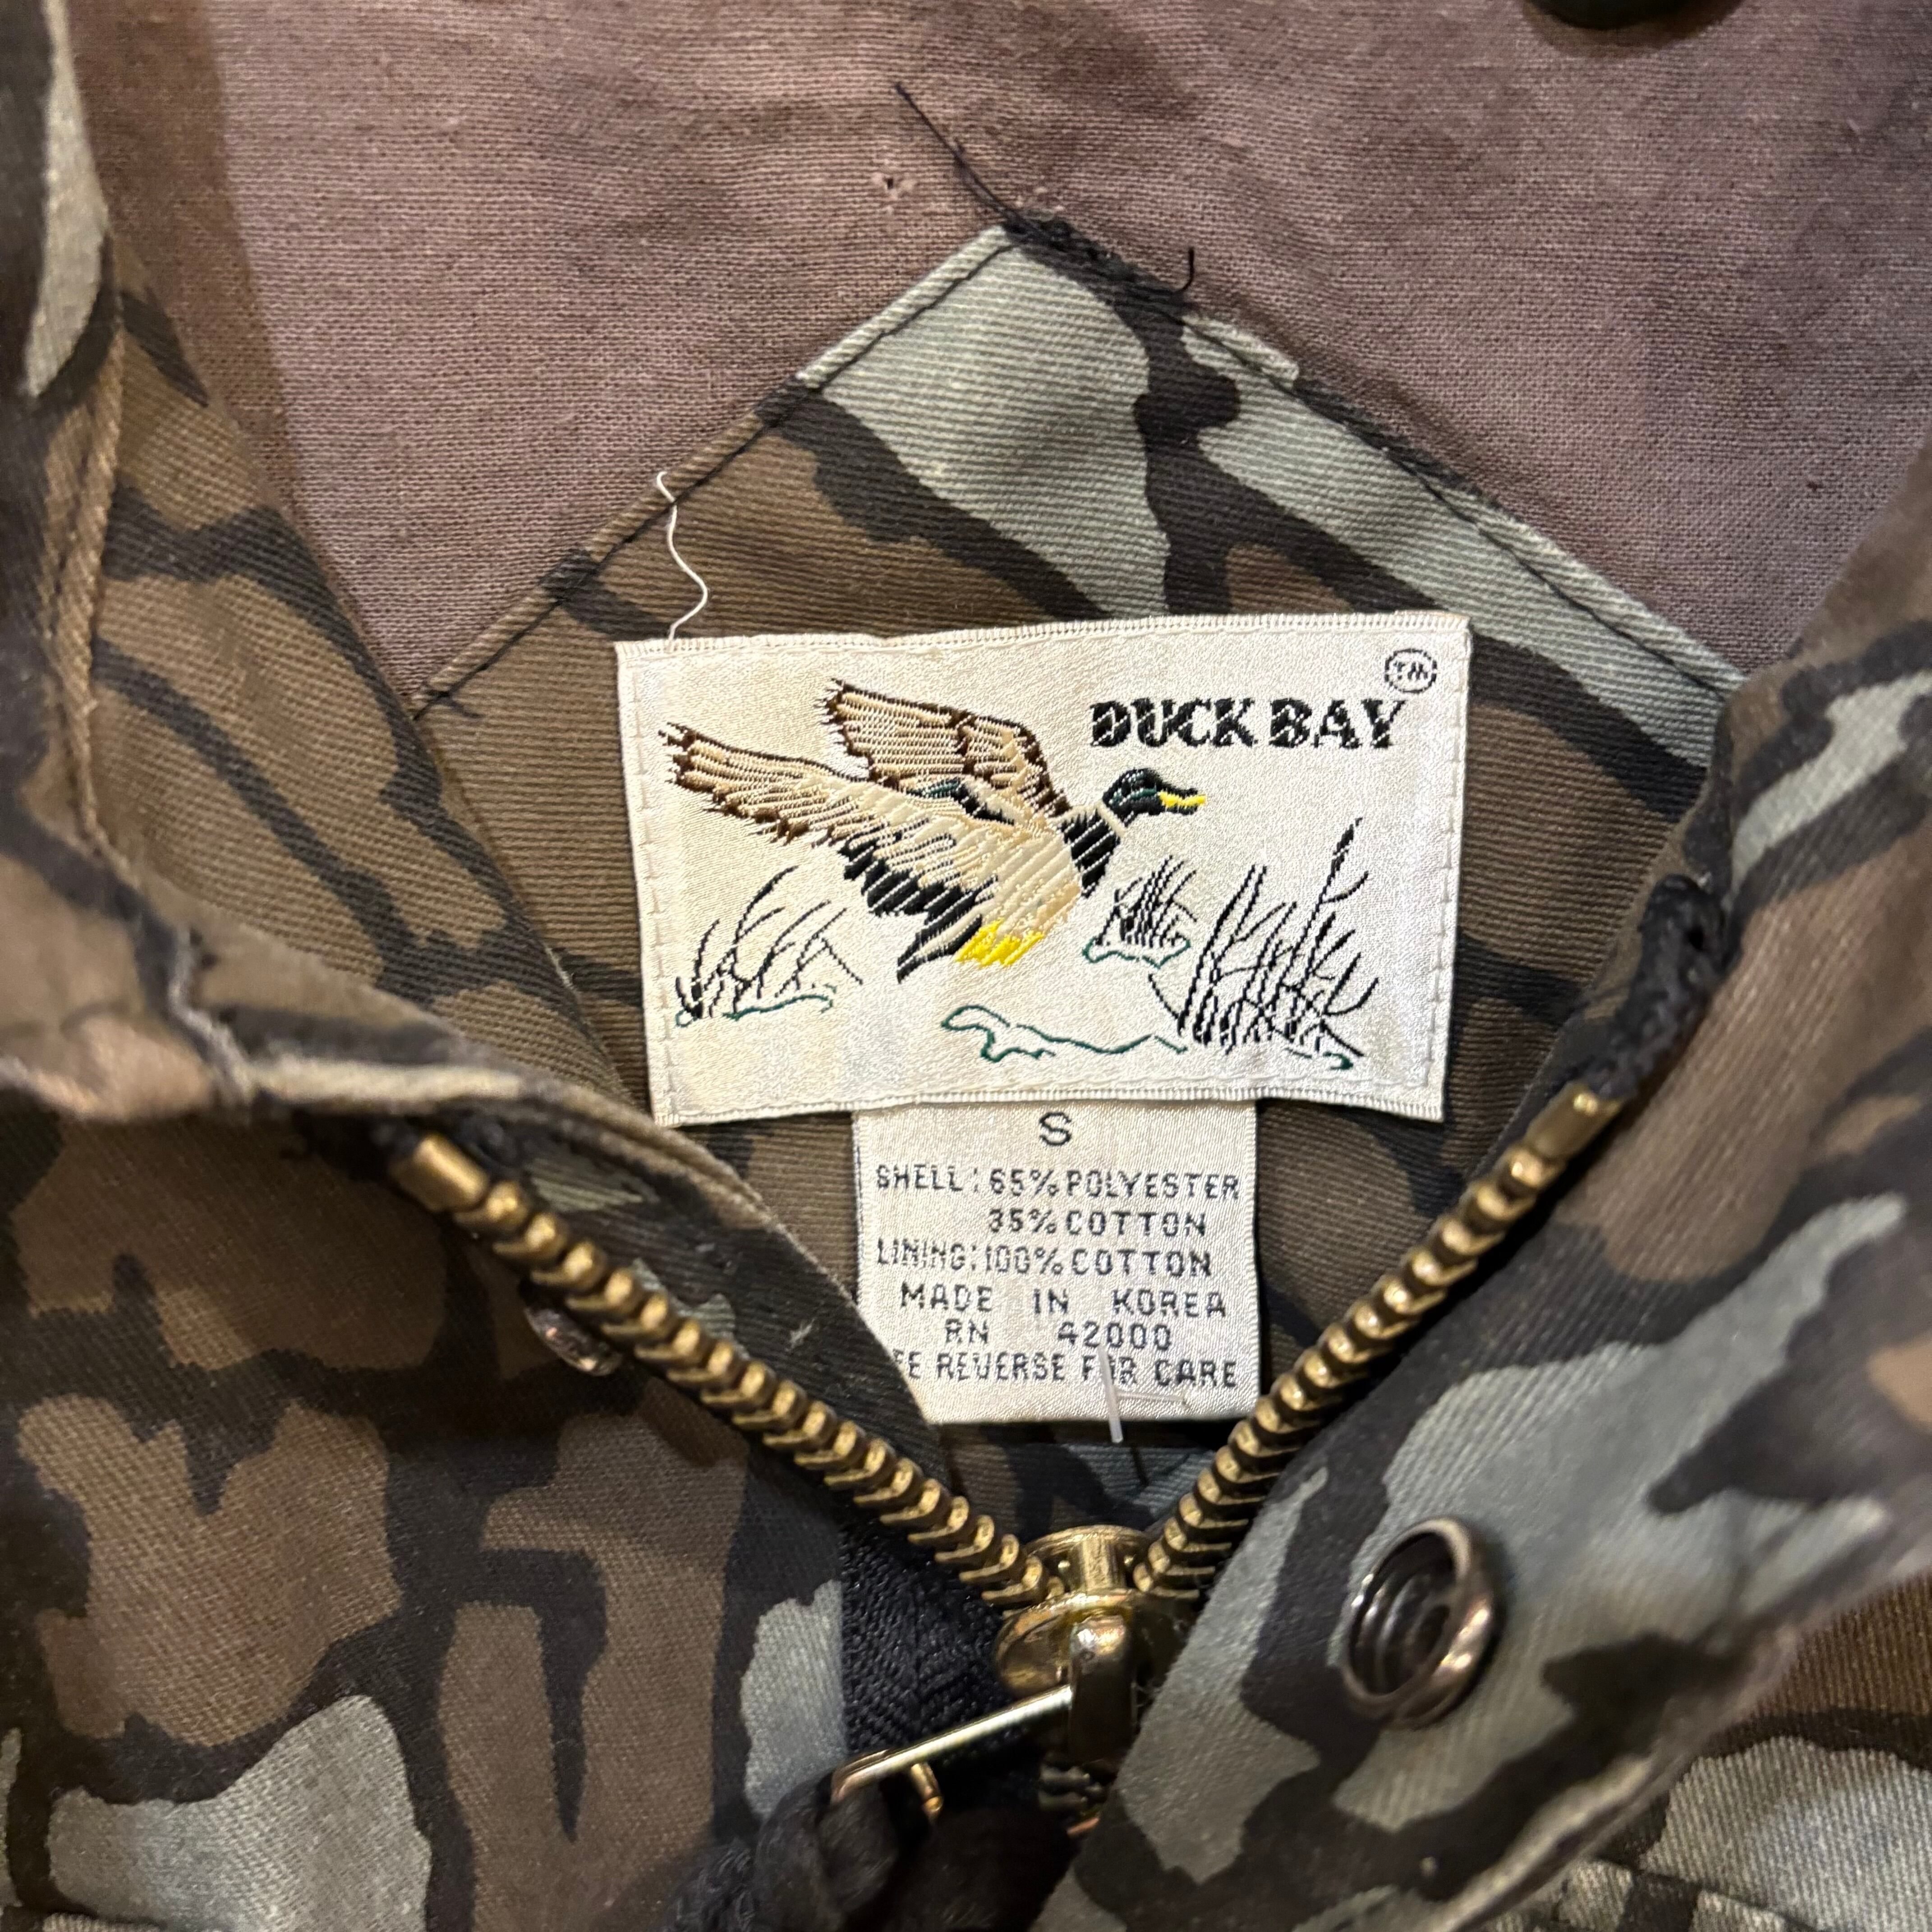 DUCK BAY TM
S
SHELL: 65% POLYESTER
35% COTTON
LINING: 100% COTTON
MADE IN KOREA
RN 42000
EE REVERSE FOR CARE